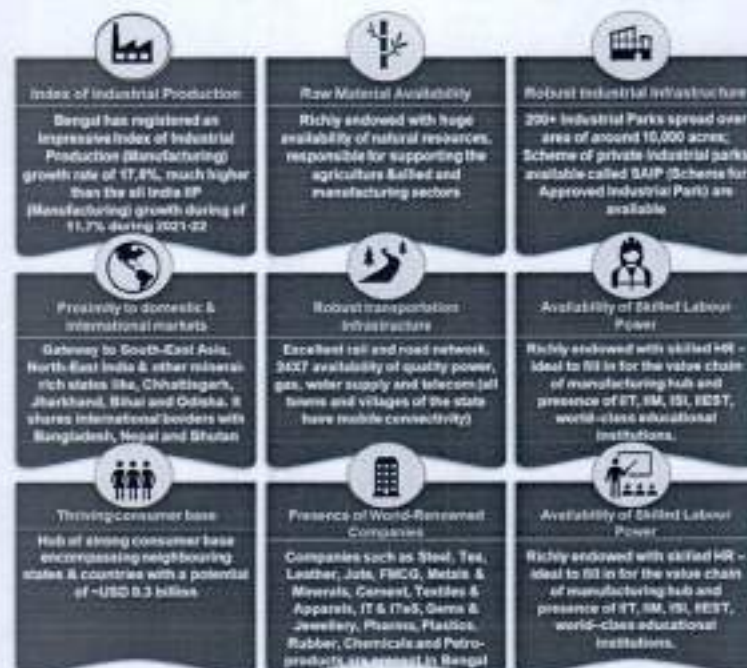 Index of Industrial Production
Bengal has registered an
impressive Index of Industrial
Production (Manufacturing)
growth rate of 17.8%, much higher
than the all India IIP
(Manufacturing) growth during of
11.7% during 2021-22
Raw Material Availability
Richly endowed with huge
availability of natural resources,
responsible for supporting the
agriculture &allied and
manufacturing sectors
Robust Industrial Infrastructure
200+ Industrial Parks spread over
area of around 10,000 acres;
Scheme of private industrial parks
available called SAIP (Scheme for
Approved Industrial Park) are
available
Proximity to domestic &
international markets
Gateway to South-East Asia,
North-East India & other mineral-
rich states like, Chhattisgarh,
Jharkhand, Bihar and Odisha. It
shares international borders with
Bangladesh, Nepal and Bhutan
Robust transportation
Infrastructure
Excellent rail and road network,
24X7 availability of quality power,
gas, water supply and telecom (all
towns and villages of the state
have mobile connectivity)
Availability of Skilled Labour
Power
Richly endowed with skilled HR –
ideal to fill in for the value chain
of manufacturing hub and
presence of IIT, IIM, ISI, IIEST,
world-class educational
institutions.
Thriving consumer base
Hub of strong consumer base
encompassing neighbouring
states & countries with a potential
of ~USD billion
Presence of World-Renowned
Companies
Companies such as Steel, Tea,
Leather, Jute, FMCG, Metals &
Minerals, Cement, Textiles &
Apparels, IT & ITeS, Gems &
Jewellery, Pharma, Plastics,
Rubber, Chemicals and Petro-
products are present in Bengal
Availability of Skilled Labour
Power
Richly endowed with skilled HR –
ideal to fill in for the value chain
of manufacturing hub and
presence of IIT, IIM, ISI, IIEST,
world-class educational
institutions.